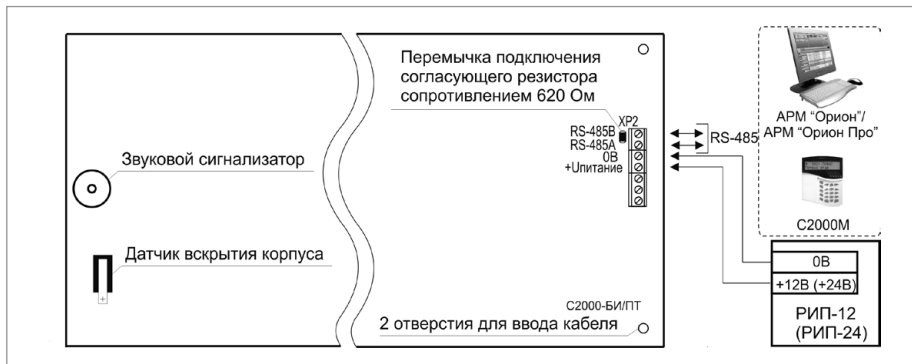 Перемычка подключения
согласующего резистора
сопротивлением 620 Ом
XP2
RS-485B
RS-485A
0В
+Uпитание
RS-485
АРМ “Орион”/
АРМ “Орион Про”
С2000М
Звуковой сигнализатор
Датчик вскрытия корпуса
С2000-БИ/ПТ
2 отверстия для ввода кабеля
0В
+12В (+24В)
РИП-12
(РИП-24)